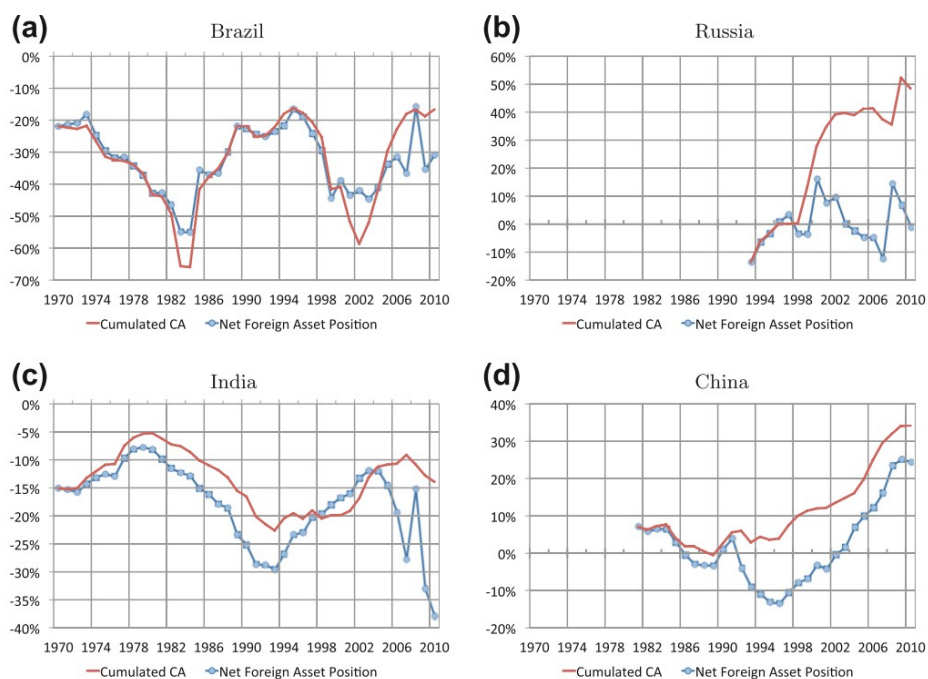 (a) Brazil
0%
-10%
-20%
-30%
-40%
-50%
-60%
-70%
1970 1974 1978 1982 1986 1990 1994 1998 2002 2006 2010
Cumulated CA Net Foreign Asset Position
(b) Russia
60%
50%
40%
30%
20%
10%
0%
-10%
-20%
1970 1974 1978 1982 1986 1990 1994 1998 2002 2006 2010
Cumulated CA Net Foreign Asset Position
(c) India
0%
-5%
-10%
-15%
-20%
-25%
-30%
-35%
-40%
1970 1974 1978 1982 1986 1990 1994 1998 2002 2006 2010
Cumulated CA Net Foreign Asset Position
(d) China
40%
30%
20%
10%
0%
-10%
-20%
1970 1974 1978 1982 1986 1990 1994 1998 2002 2006 2010
Cumulated CA Net Foreign Asset Position